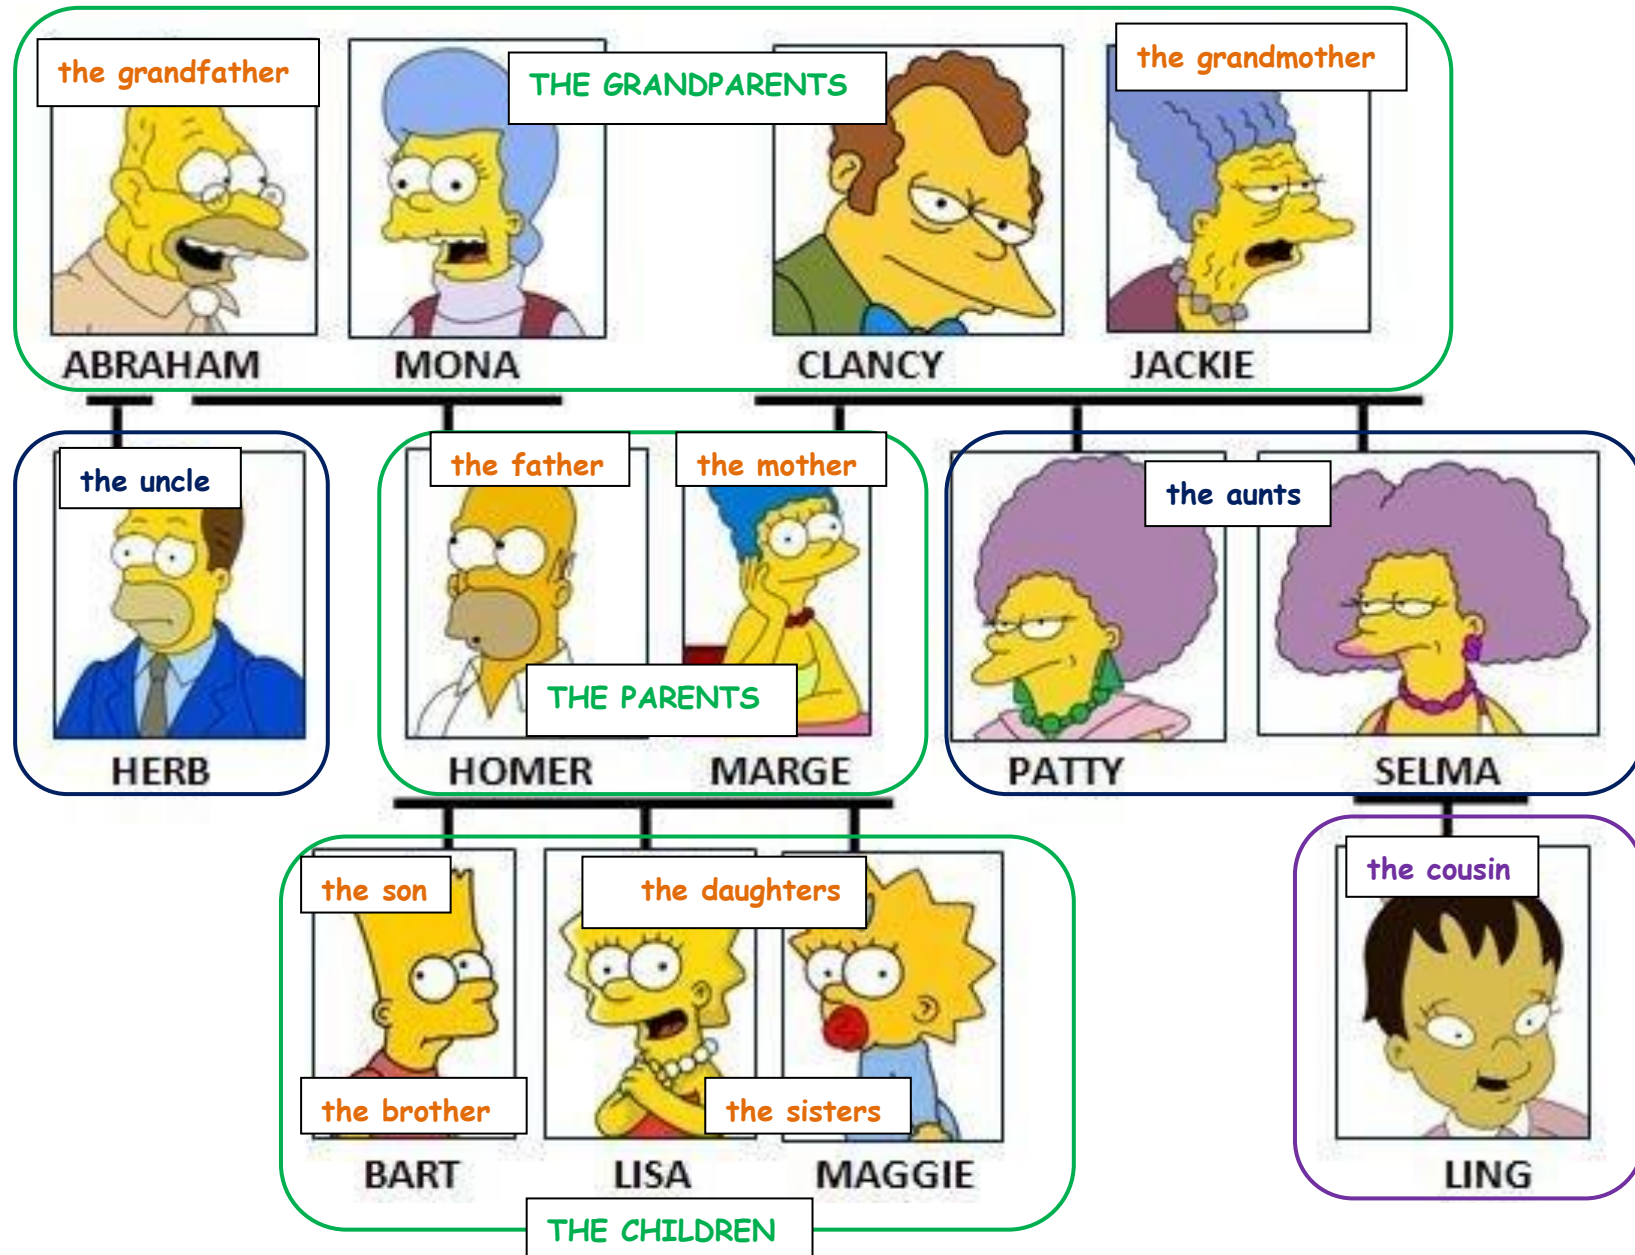 the grandfather
THE GRANDPARENTS
the grandmother
ABRAHAM MONA CLANCY JACKIE
the uncle
the father
the mother
the aunts
THE PARENTS
HERB HOMER MARGE PATTY SELMA
the son
the daughters
the cousin
the brother
the sisters
BART LISA MAGGIE LING
THE CHILDREN